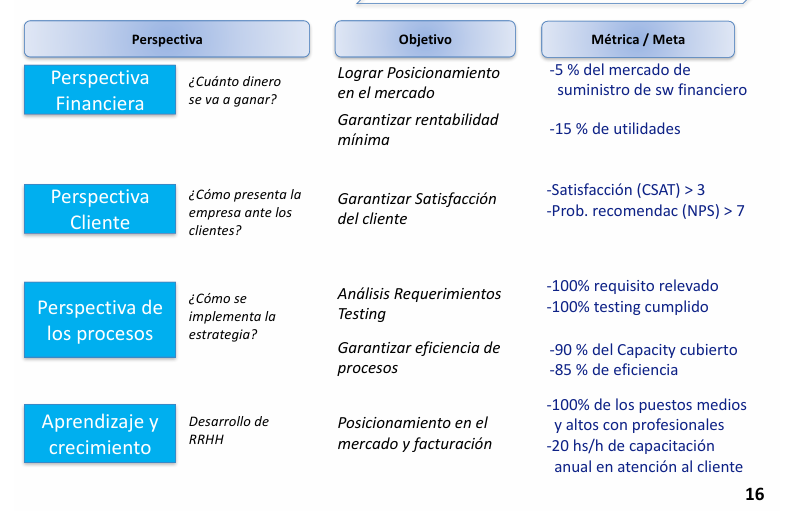 Perspectiva
Objetivo
Métrica / Meta
Perspectiva
Financiera
¿Cuánto dinero
se va a ganar?
Lograr Posicionamiento
en el mercado
Garantizar rentabilidad
mínima
-5 % del mercado de
suministro de sw financiero
-15 % de utilidades
Perspectiva
Cliente
¿Cómo presenta la
empresa ante los
clientes?
Garantizar Satisfacción
del cliente
-Satisfacción (CSAT) > 3
-Prob. recomendac (NPS) > 7
Perspectiva de
los procesos
¿Cómo se
implementa la
estrategia?
Análisis Requerimientos
Testing
Garantizar eficiencia de
procesos
-100% requisito relevado
-100% testing cumplido
-90 % del Capacity cubierto
-85 % de eficiencia
Aprendizaje y
crecimiento
Desarrollo de
RRHH
Posicionamiento en el
mercado y facturación
-100% de los puestos medios
y altos con profesionales
-20 hs/h de capacitación
anual en atención al cliente
16